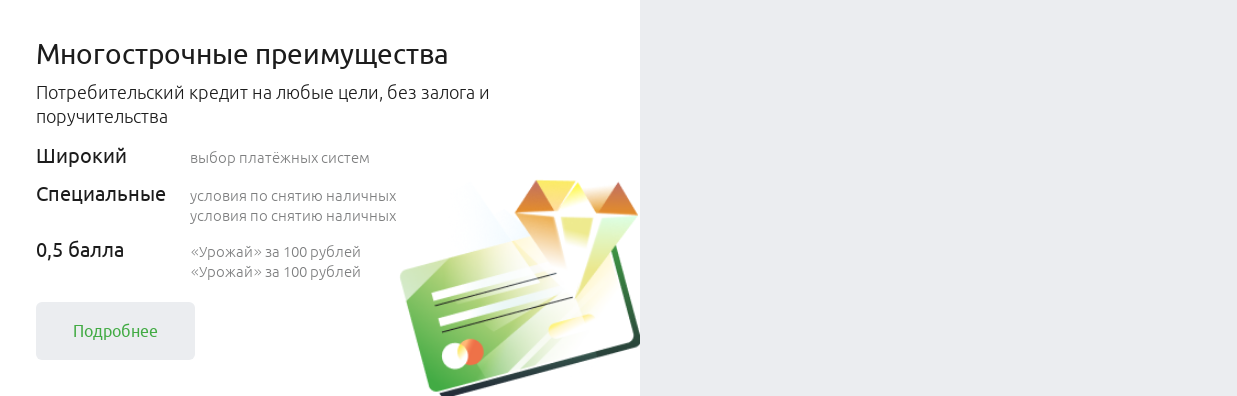 Многострочные преимущества
Потребительский кредит на любые цели, без залога и
поручительства
Широкий выбор платёжных систем
Специальные условия по снятию наличных
условия по снятию наличных
0,5 балла «Урожай» за 100 рублей
«Урожай» за 100 рублей
Подробнее